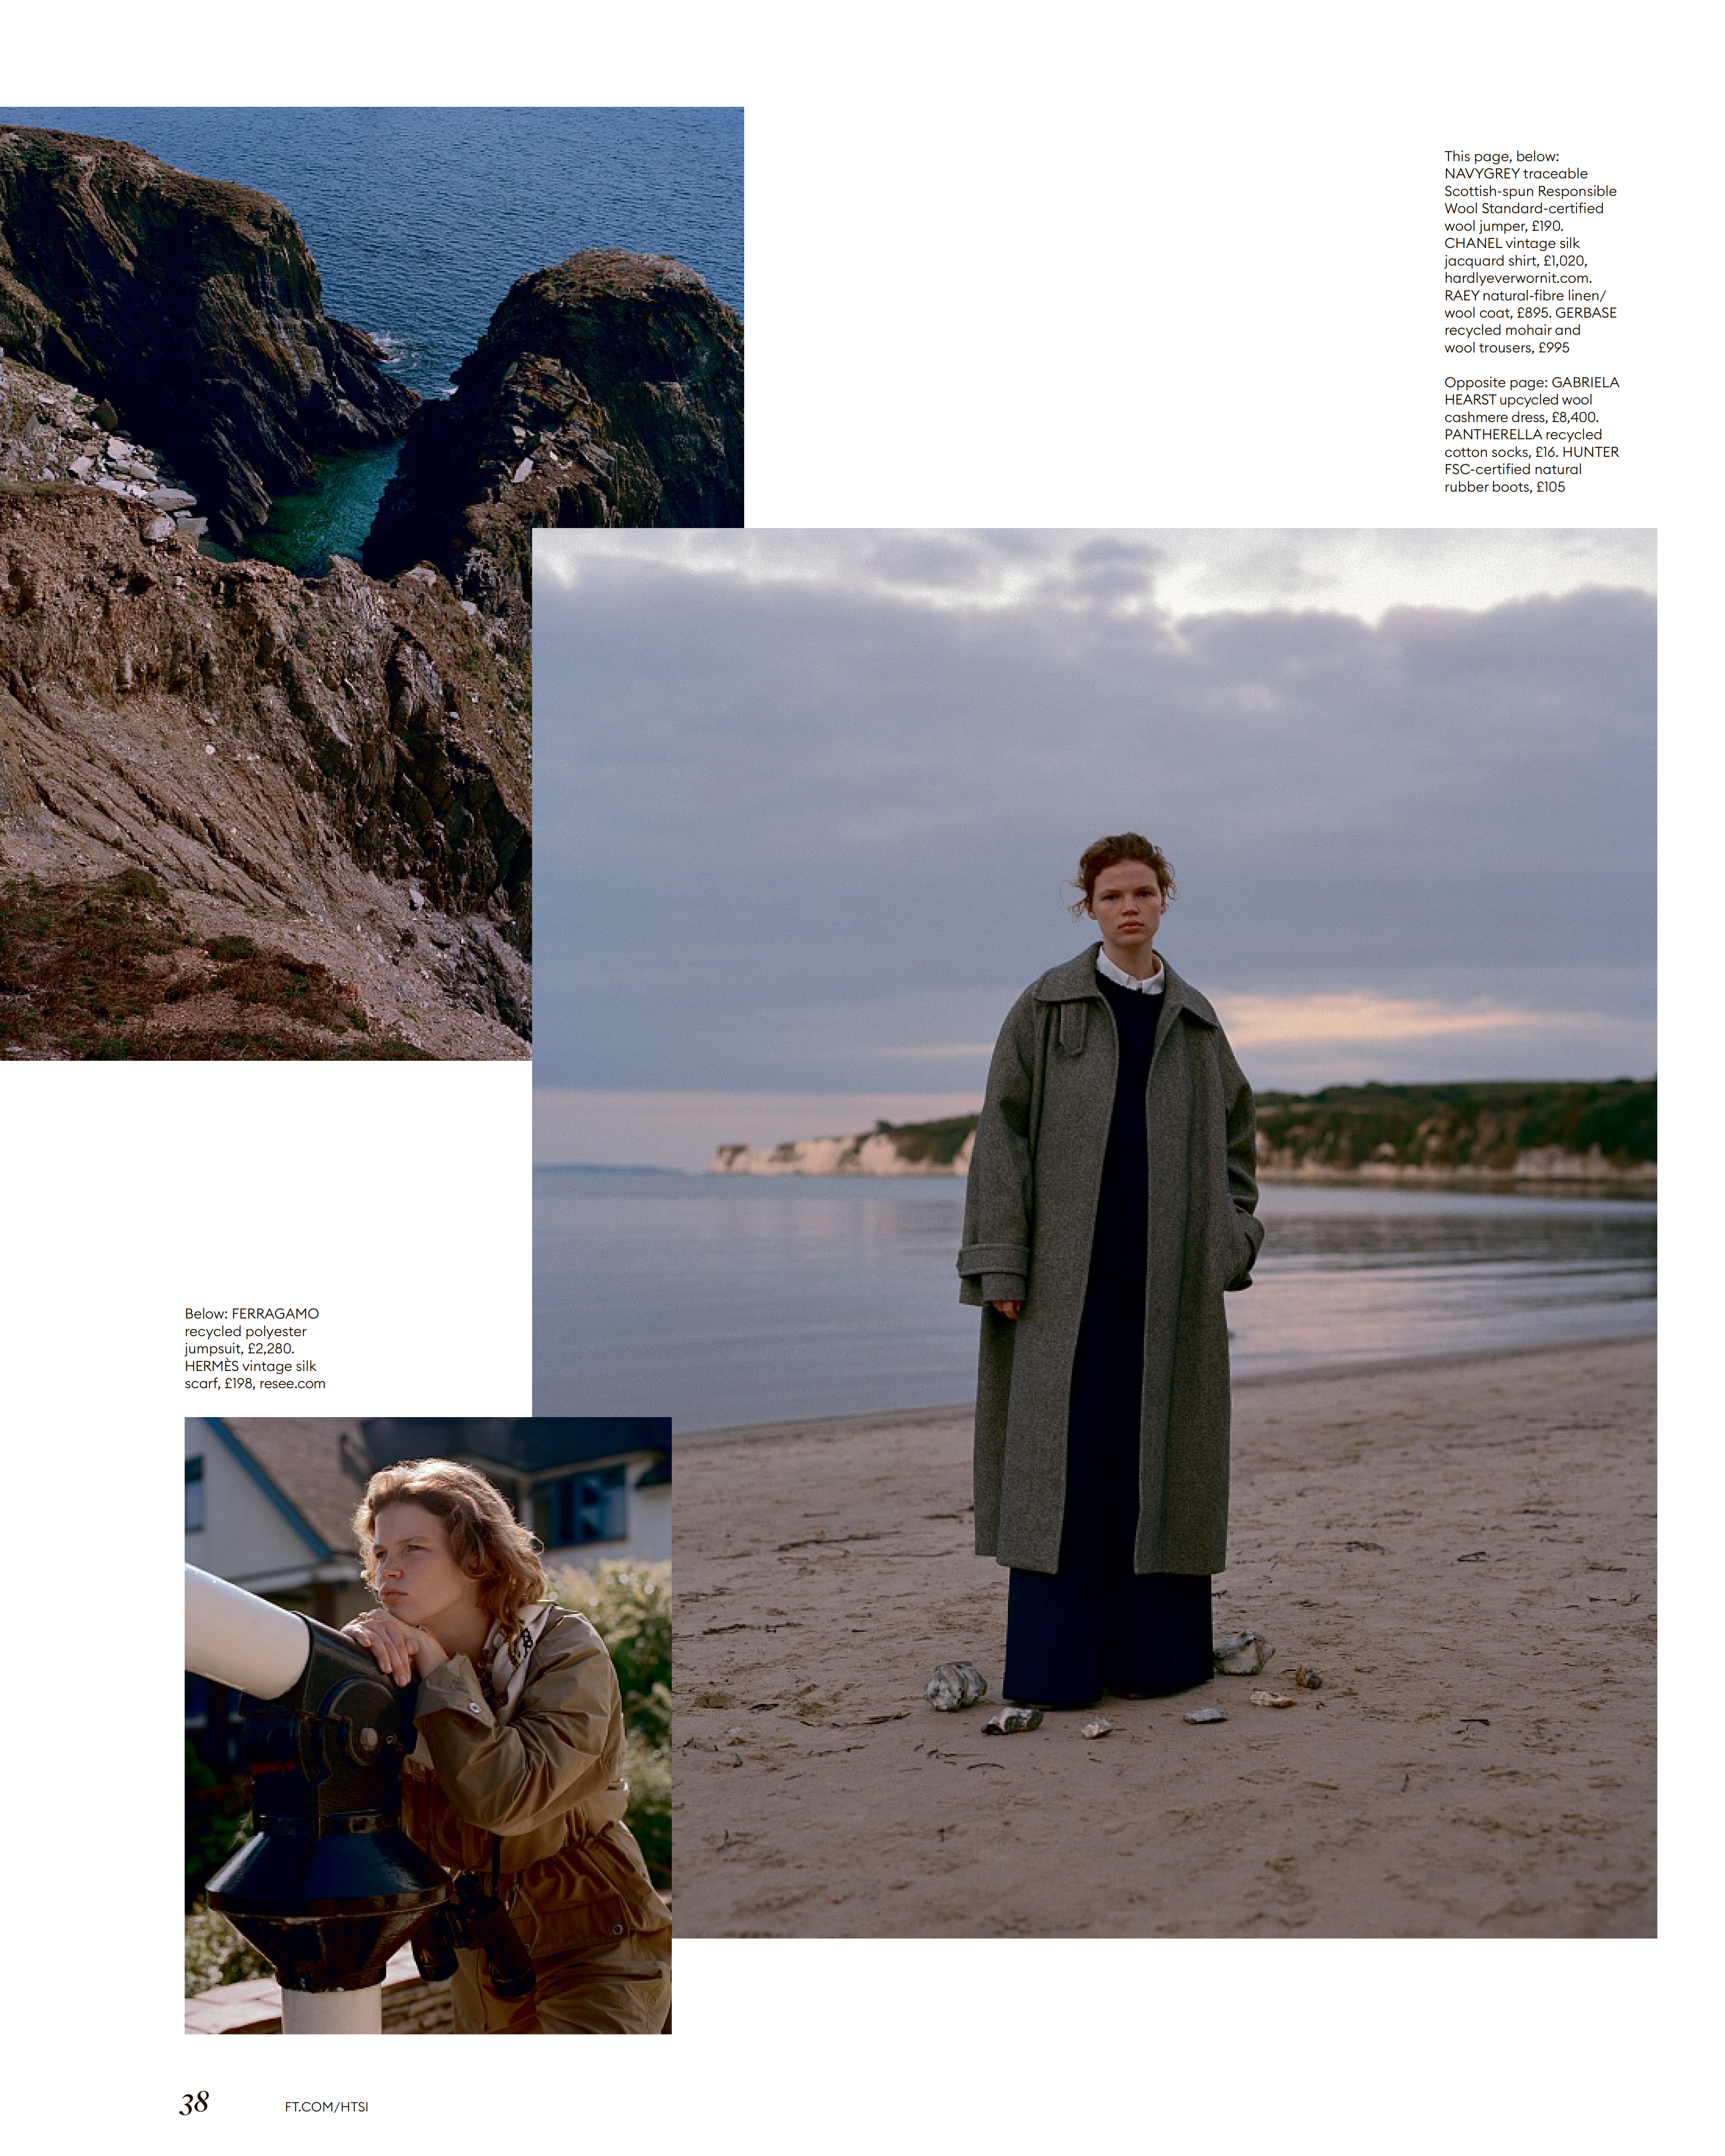 This page, below:
NAVYGREY traceable
Scottish-spun Responsible
Wool Standard-certified
wool jumper, £190.
CHANEL vintage silk
jacquard shirt, £1,020,
hardlyeverwornit.com.
RAEY natural-fibre linen/
wool coat, £895. GERBASE
recycled mohair and
wool trousers, £995
Opposite page: GABRIELA
HEARST upcycled wool
cashmere dress, £8,400.
PANTHERELLA recycled
cotton socks, £16. HUNTER
FSC-certified natural
rubber boots, £105
Below: FERRAGAMO
recycled polyester
jumpsuit, £2,280.
HERMÈS vintage silk
scarf, £198, resee.com
38 FT.COM/HTSI